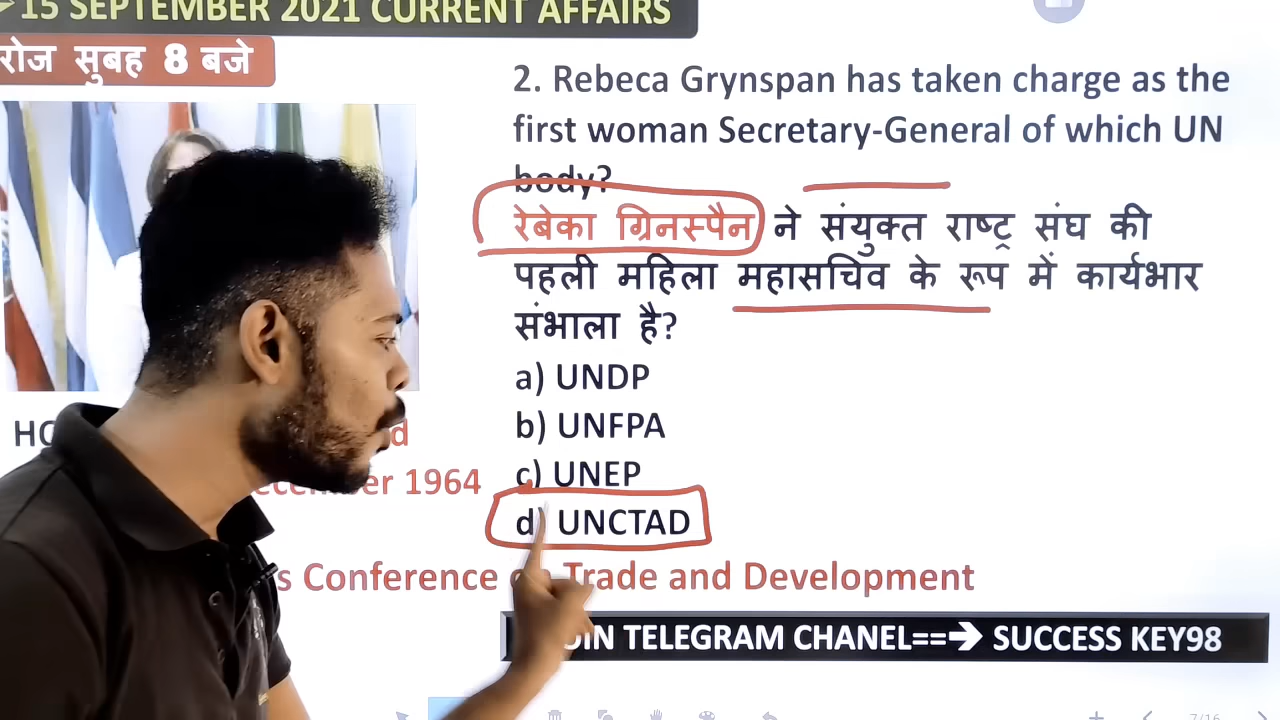 15 SEPTEMBER 2021 CURRENT AFFAIRS
रोज सुबह 8 बजे
2. Rebeca Grynspan has taken charge as the
first woman Secretary-General of which UN
body?
रेबेका ग्रिनस्पैन ने संयुक्त राष्ट्र संघ की
पहली महिला महासचिव के रूप में कार्यभार
संभाला है?
a) UNDP
b) UNFPA
c) UNEP
d) UNCTAD
1964
Conference Trade and Development
TELEGRAM CHANEL==➔ SUCCESS KEY98
7/16